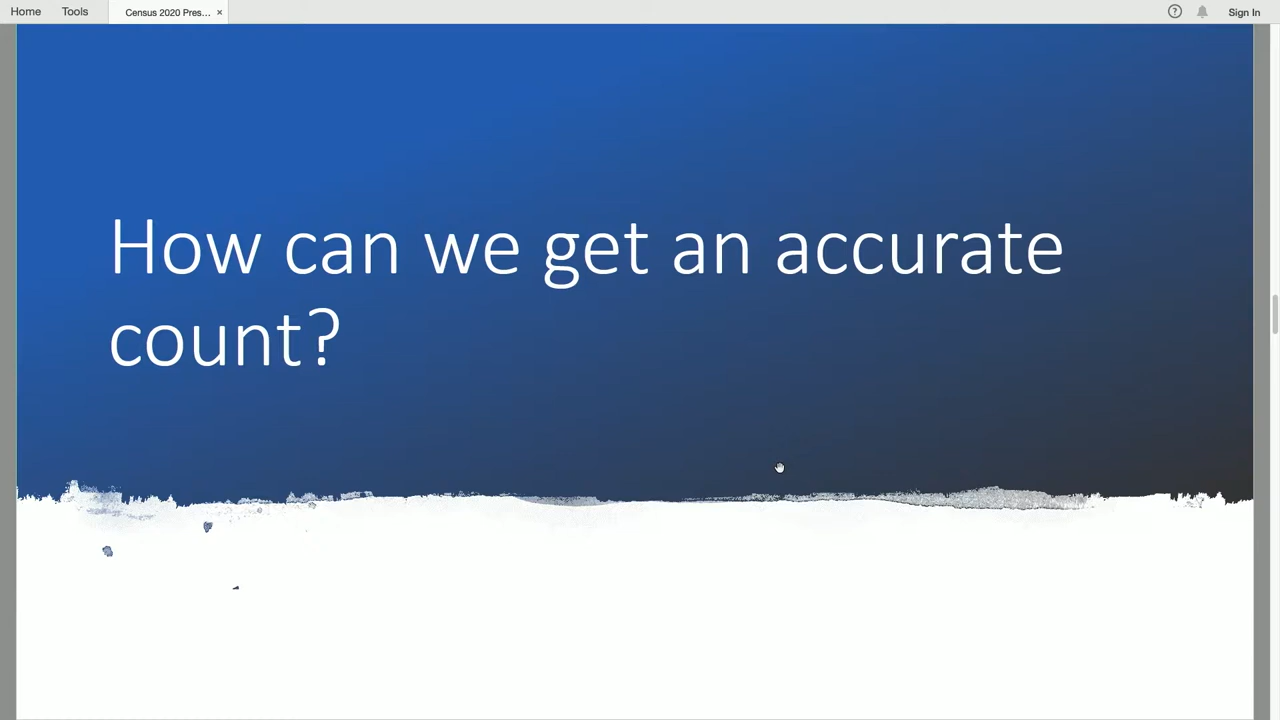 Home Tools Census 2020 Pres... × ? Sign In
How can we get an accurate
count?